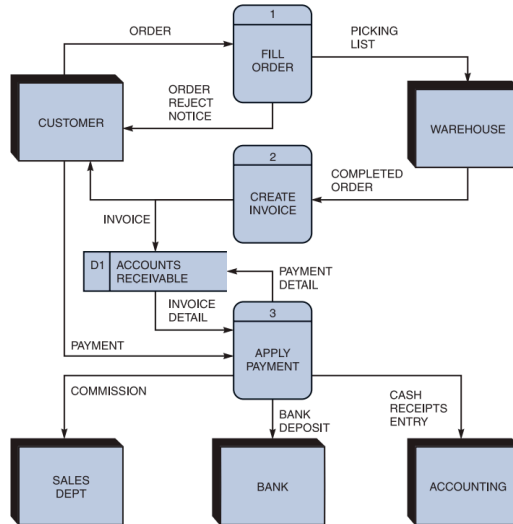 1
ORDER
PICKING
LIST
FILL
ORDER
ORDER
REJECT
NOTICE
CUSTOMER
WAREHOUSE
2
COMPLETED
ORDER
CREATE
INVOICE
INVOICE
D1
ACCOUNTS
RECEIVABLE
PAYMENT
DETAIL
INVOICE
DETAIL
3
PAYMENT
APPLY
PAYMENT
COMMISSION
BANK
DEPOSIT
CASH
RECEIPTS
ENTRY
SALES
DEPT
BANK
ACCOUNTING